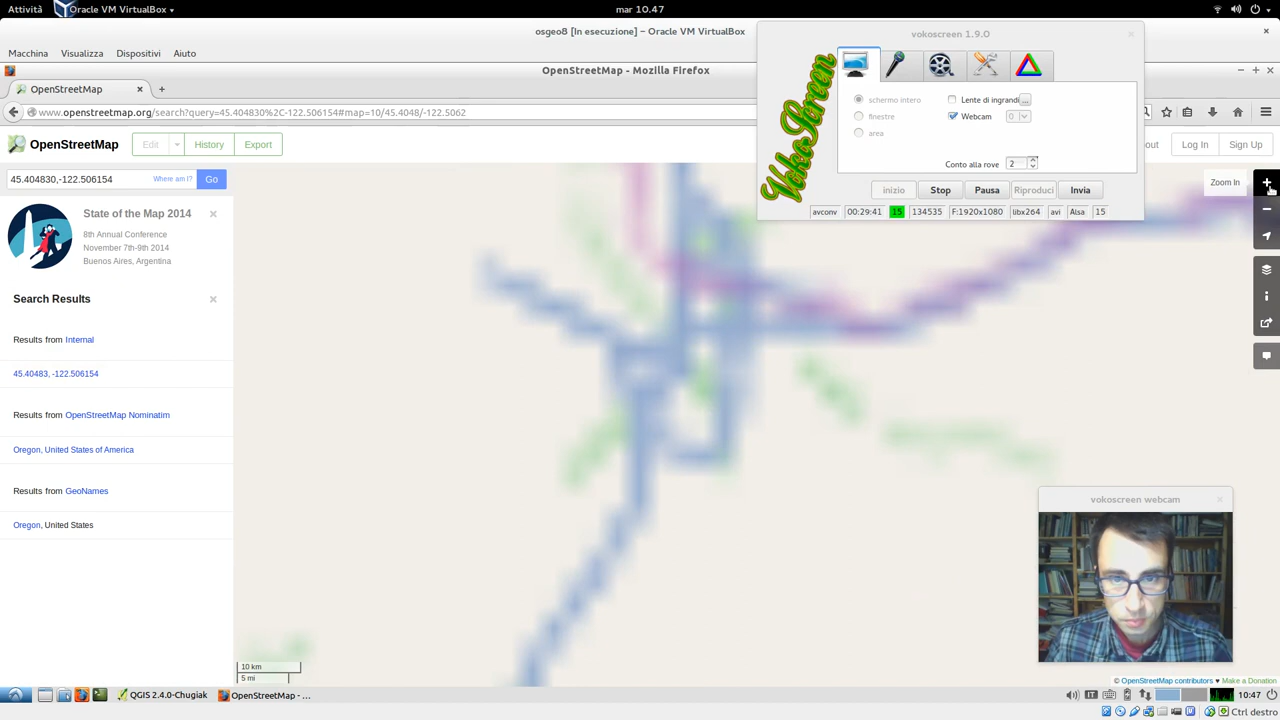 Attività
Oracle VM VirtualBox
mar 10.47
osgeo8 [In esecuzione] – Oracle VM VirtualBox
Macchina Visualizza Dispositivi Aiuto
OpenStreetMap - Mozilla Firefox
OpenStreetMap
www.openstreetmap.org/search?query=45.404830%2C-122.506154#map=10/45.4048/-122.5062
OpenStreetMap
Edit
History
Export
Log In
Sign Up
45.404830,-122.506154
Where am I?
Go
State of the Map 2014
8th Annual Conference
November 7th-9th 2014
Buenos Aires, Argentina
Search Results
Results from Internal
45.40483, -122.506154
Results from OpenStreetMap Nominatim
Oregon, United States of America
Results from GeoNames
Oregon, United States
vokoscreen 1.9.0
VokoScreen
schermo intero
finestre
area
Lente di ingrandi
...
Webcam
0
Conto alla rove
2
inizio
Stop
Pausa
Riproduci
Invia
avconv
00:29:41
15
134535
F:1920x1080
libx264
avi
Alsa
15
Zoom In
vokoscreen webcam
10 km
5 mi
© OpenStreetMap contributors ♥ Make a Donation
QGIS 2.4.0-Chugiak
OpenStreetMap - ...
IT
10:47
Ctrl destro